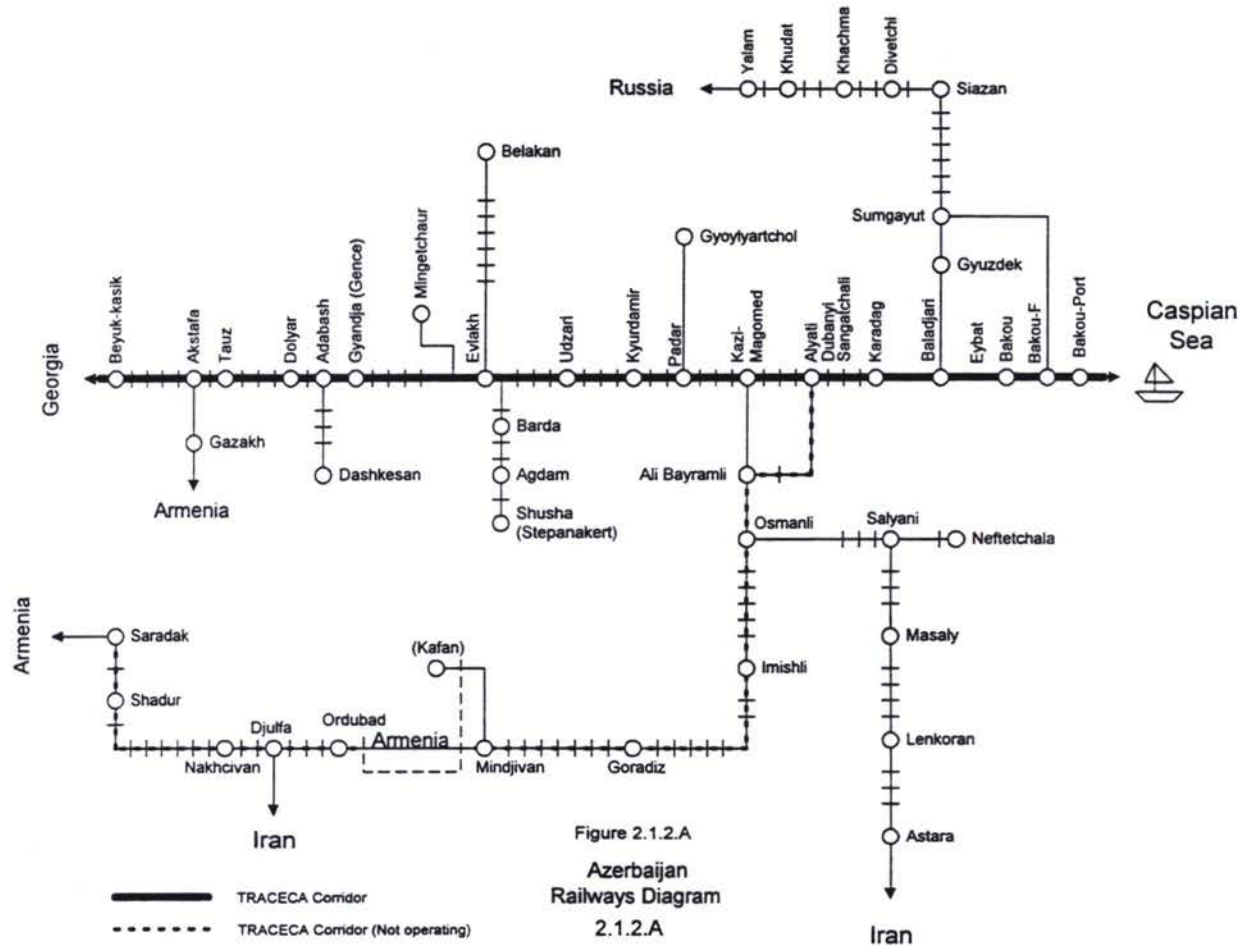 Yalam
Khudat
Khachma
Divetchi
Russia
Siazan
Belakan
Sumgayut
Gyoylyartchol
Gyuzdek
Mingetchaur
Caspian
Sea
Georgia
Beyuk-kasik
Akstafa
Tauz
Dolyar
Adabash
Gyandja (Gence)
Evlakh
Udzari
Kyurdamir
Padar
Kazi-
Magomed
Alyati
Dubanyi
Sangatchali
Karadag
Baladjari
Eybat
Bakou
Bakou-F
Bakou-Port
Gazakh
Armenia
Dashkesan
Barda
Agdam
Shusha
(Stepanakert)
Ali Bayramli
Osmanli
Salyani
Neftetchala
Armenia
Saradak
(Kafan)
Masaly
Shadur
Imishli
Djulfa
Ordubad
Armenia
Lenkoran
Nakhcivan
Mindjivan
Goradiz
Iran
Astara
Figure 2.1.2.A
Azerbaijan
Railways Diagram
2.1.2.A
TRACECA Corridor
TRACECA Corridor (Not operating)
Iran